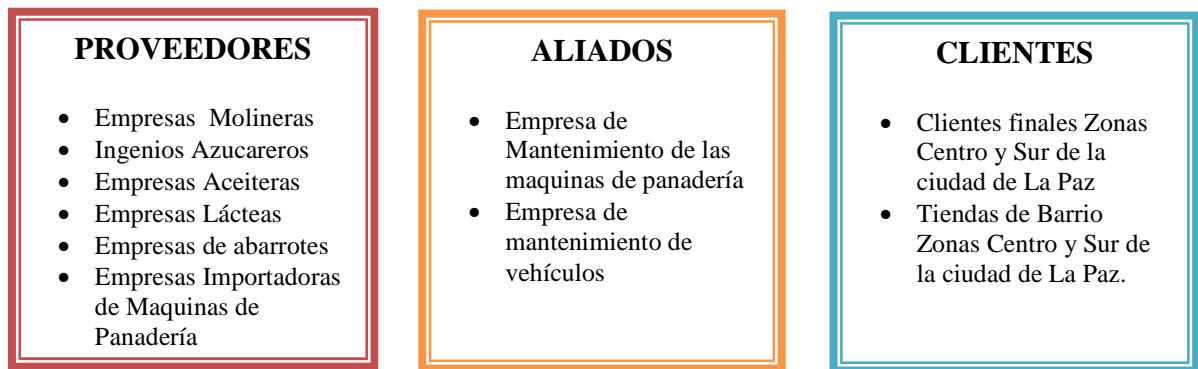 PROVEEDORES
• Empresas Molineras
• Ingenios Azucareros
• Empresas Aceiteras
• Empresas Lácteas
• Empresas de abarrotes
• Empresas Importadoras
de Maquinas de
Panadería
ALIADOS
• Empresa de
Mantenimiento de las
maquinas de panadería
• Empresa de
mantenimiento de
vehículos
CLIENTES
• Clientes finales Zonas
Centro y Sur de la
ciudad de La Paz
• Tiendas de Barrio
Zonas Centro y Sur de
la ciudad de La Paz.